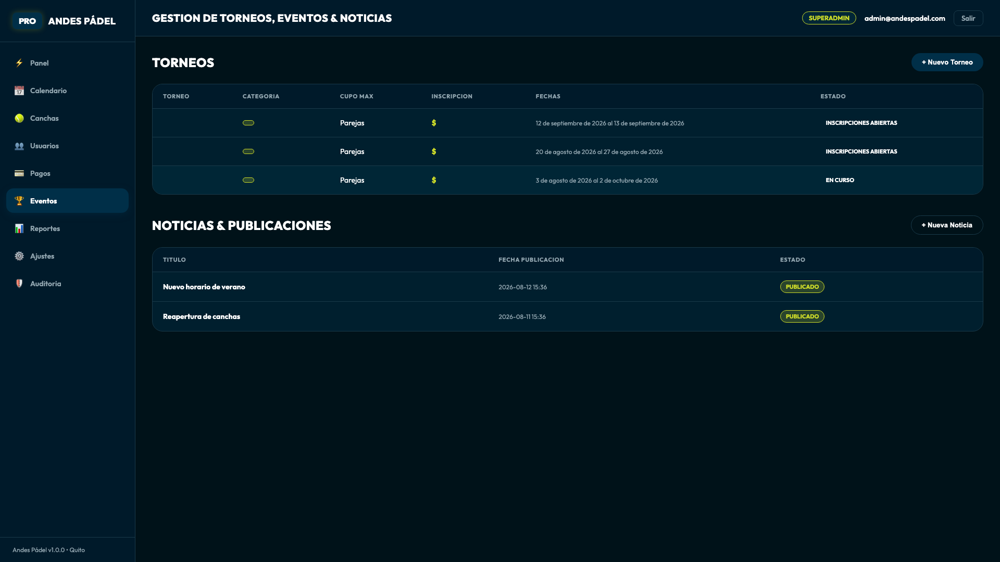 PRO ANDES PÁDEL
Panel
Calendario
Canchas
Usuarios
Pagos
Eventos
Reportes
Ajustes
Auditoria
Andes Pádel v1.0.0 • Quito
GESTION DE TORNEOS, EVENTOS & NOTICIAS
SUPERADMIN admin@andespadel.com Salir
TORNEOS
+ Nuevo Torneo
TORNEO CATEGORIA CUPO MAX INSCRIPCION FECHAS ESTADO
Parejas $ 12 de septiembre de 2026 al 13 de septiembre de 2026 INSCRIPCIONES ABIERTAS
Parejas $ 20 de agosto de 2026 al 27 de agosto de 2026 INSCRIPCIONES ABIERTAS
Parejas $ 3 de agosto de 2026 al 2 de octubre de 2026 EN CURSO
NOTICIAS & PUBLICACIONES
+ Nueva Noticia
TITULO FECHA PUBLICACION ESTADO
Nuevo horario de verano 2026-08-12 15:36 PUBLICADO
Reapertura de canchas 2026-08-11 15:36 PUBLICADO